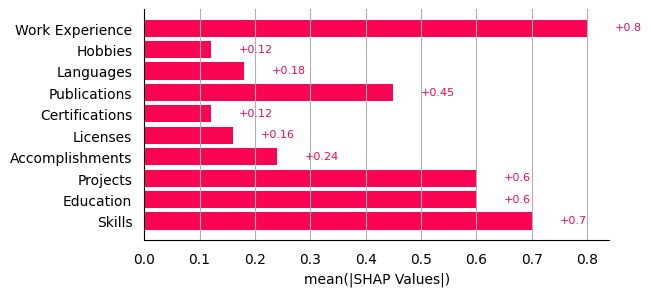 Work Experience +0.8
Hobbies +0.12
Languages +0.18
Publications +0.45
Certifications +0.12
Licenses +0.16
Accomplishments +0.24
Projects +0.6
Education +0.6
Skills +0.7
0.0 0.1 0.2 0.3 0.4 0.5 0.6 0.7 0.8
mean(|SHAP Values|)